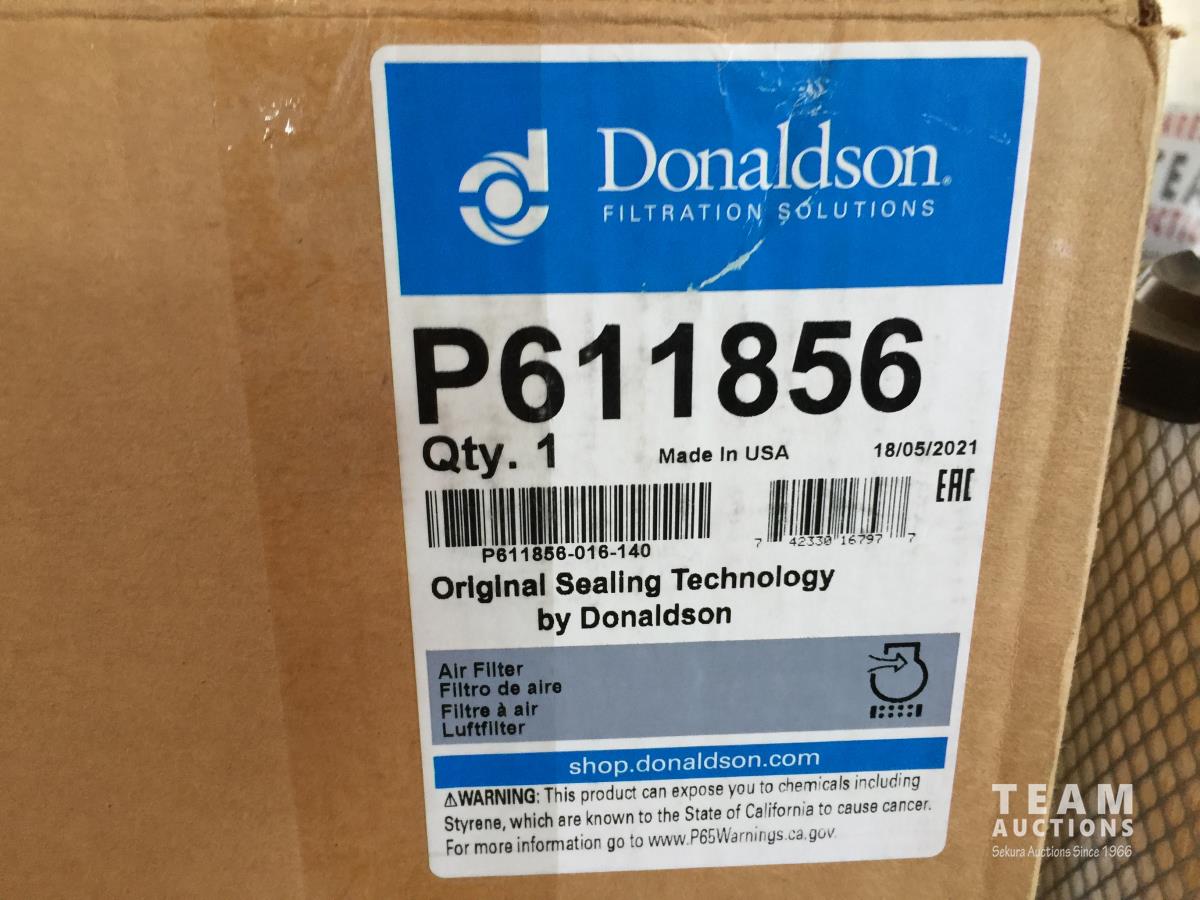 Donaldson®
FILTRATION SOLUTIONS
P611856
Qty. 1
Made In USA
18/05/2021
EAC
P611856-016-140
7 42330 16797 7
Original Sealing Technology
by Donaldson
Air Filter
Filtro de aire
Filtre à air
Luftfilter
shop.donaldson.com
⚠WARNING: This product can expose you to chemicals including
Styrene, which are known to the State of California to cause cancer.
For more information go to www.P65Warnings.ca.gov.
TEAM
AUCTIONS
Sekura Auctions Since 1966